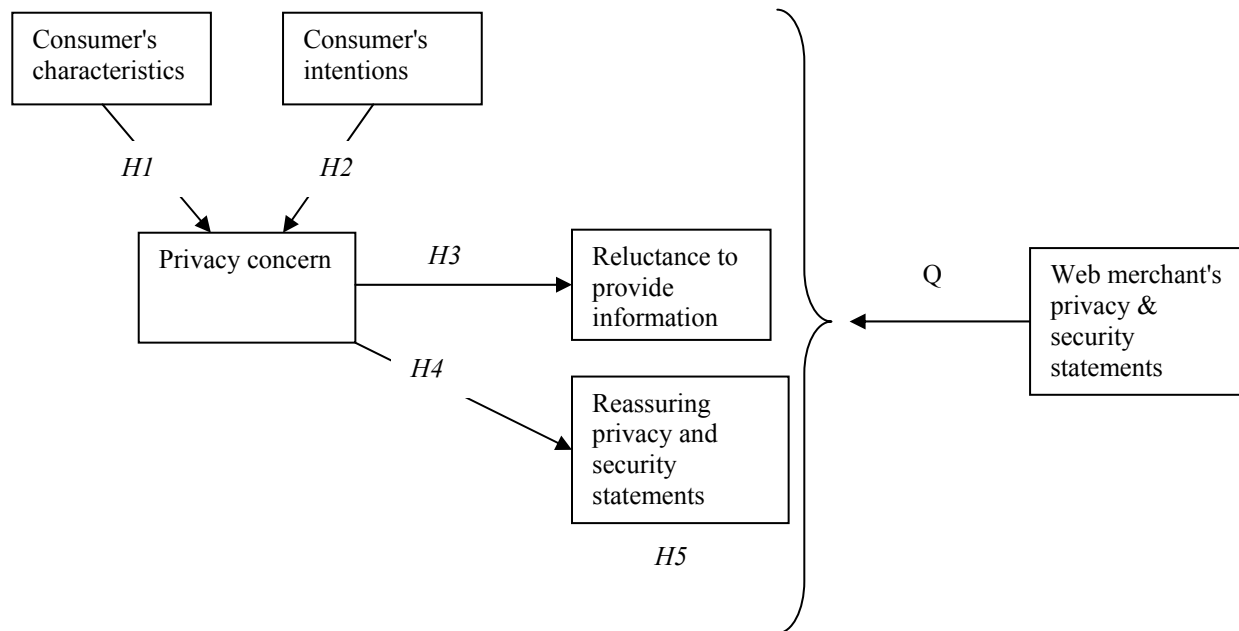 Consumer's
characteristics
Consumer's
intentions
H1
H2
Privacy concern
H3
Reluctance to
provide
information
Q
Web merchant's
privacy &
security
statements
H4
Reassuring
privacy and
security
statements
H5